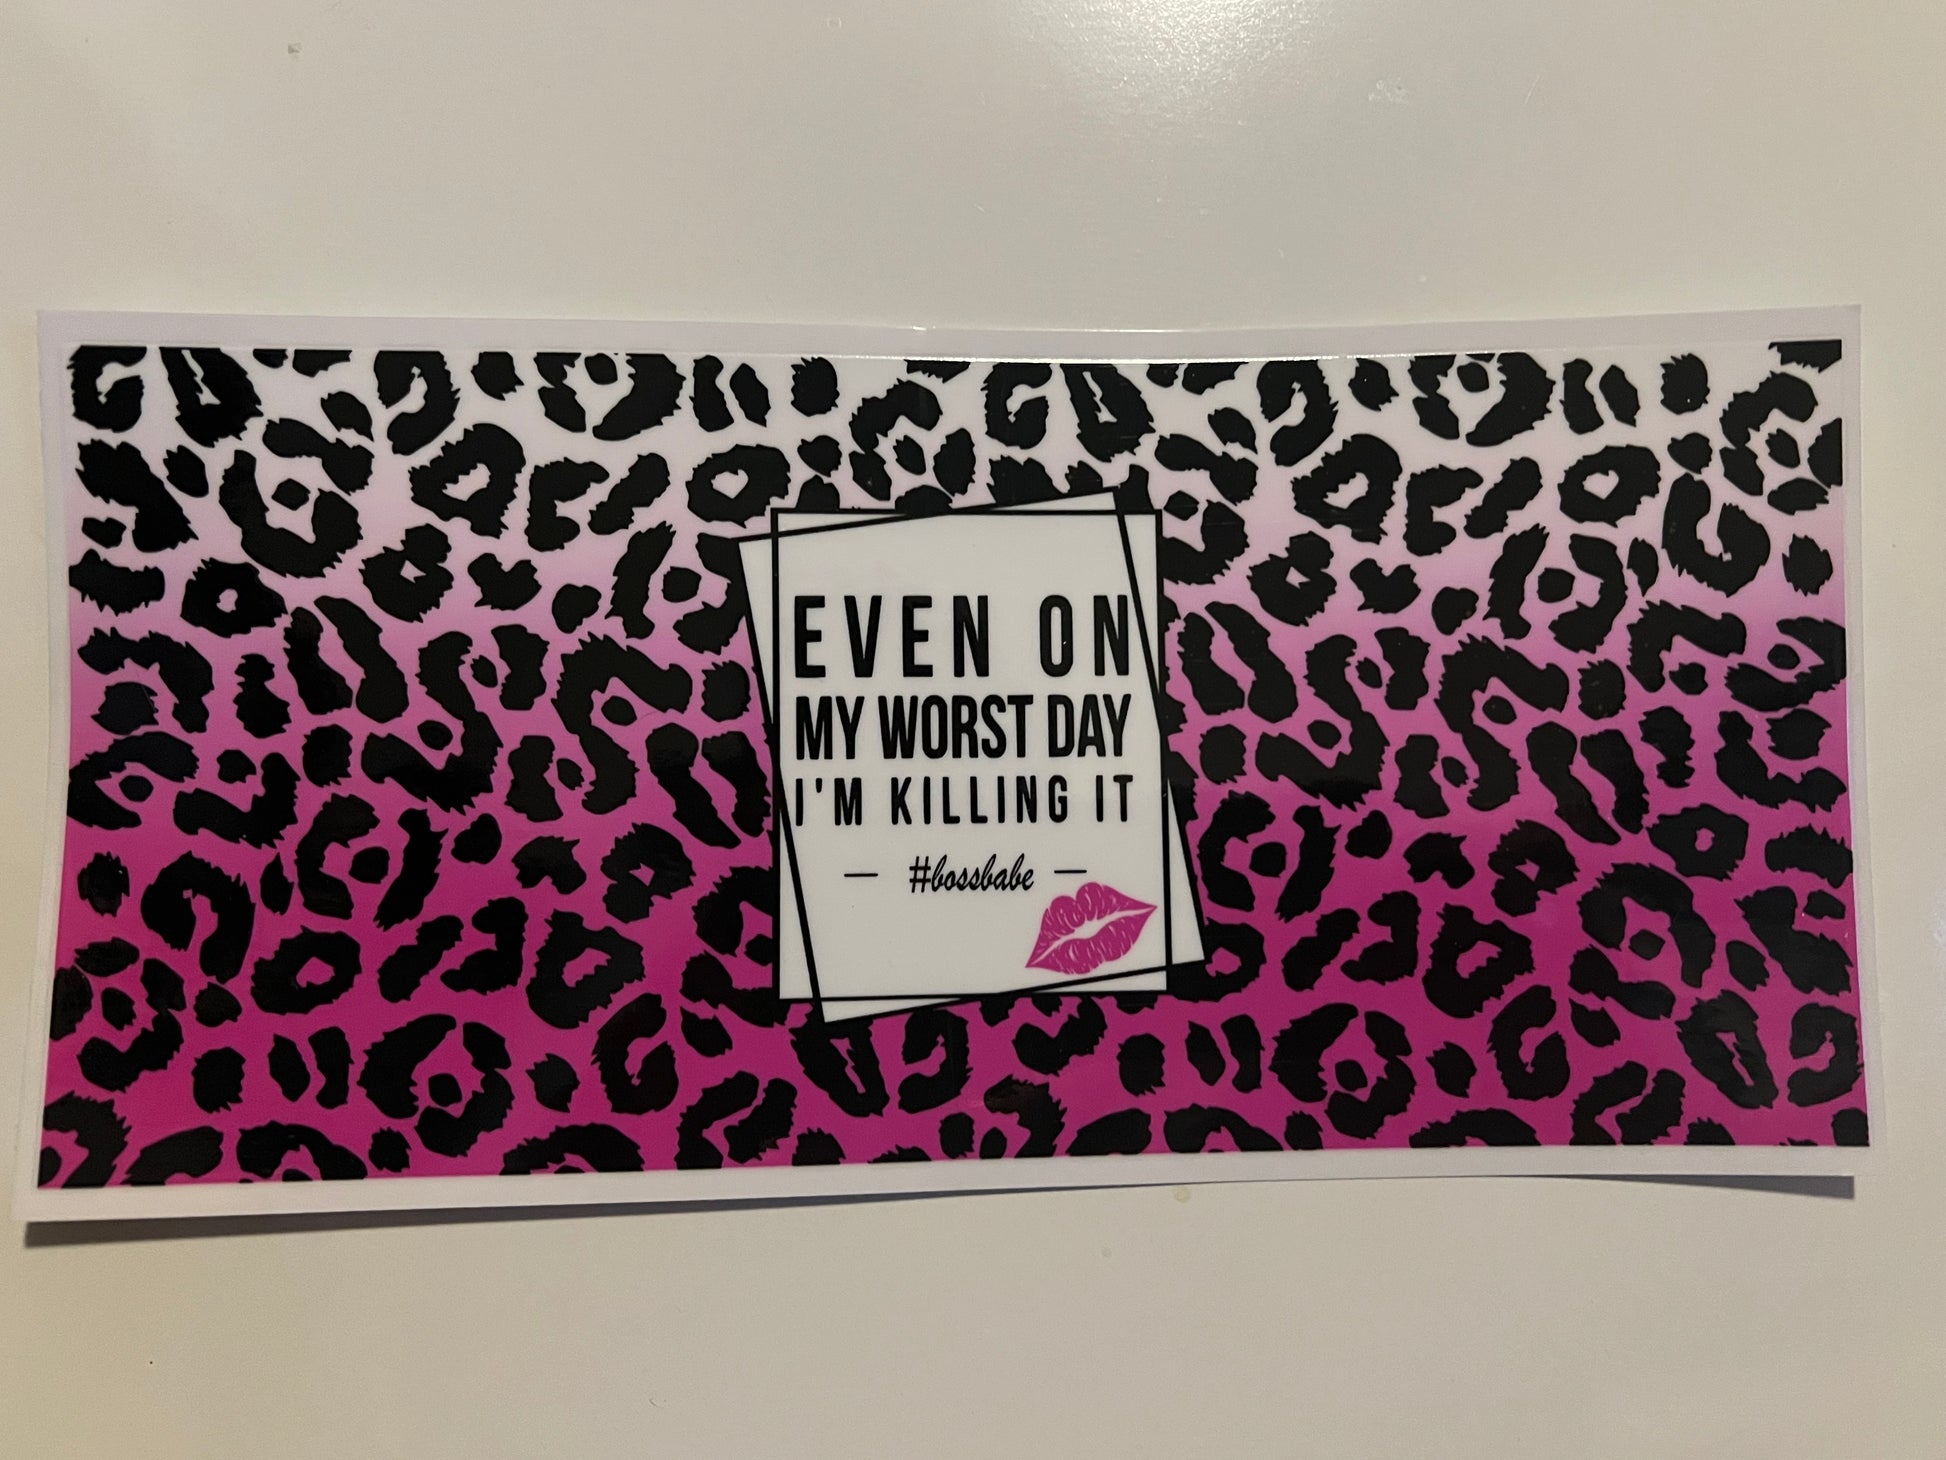 EVEN ON
MY WORST DAY
I'M KILLING IT
— #bossbabe —